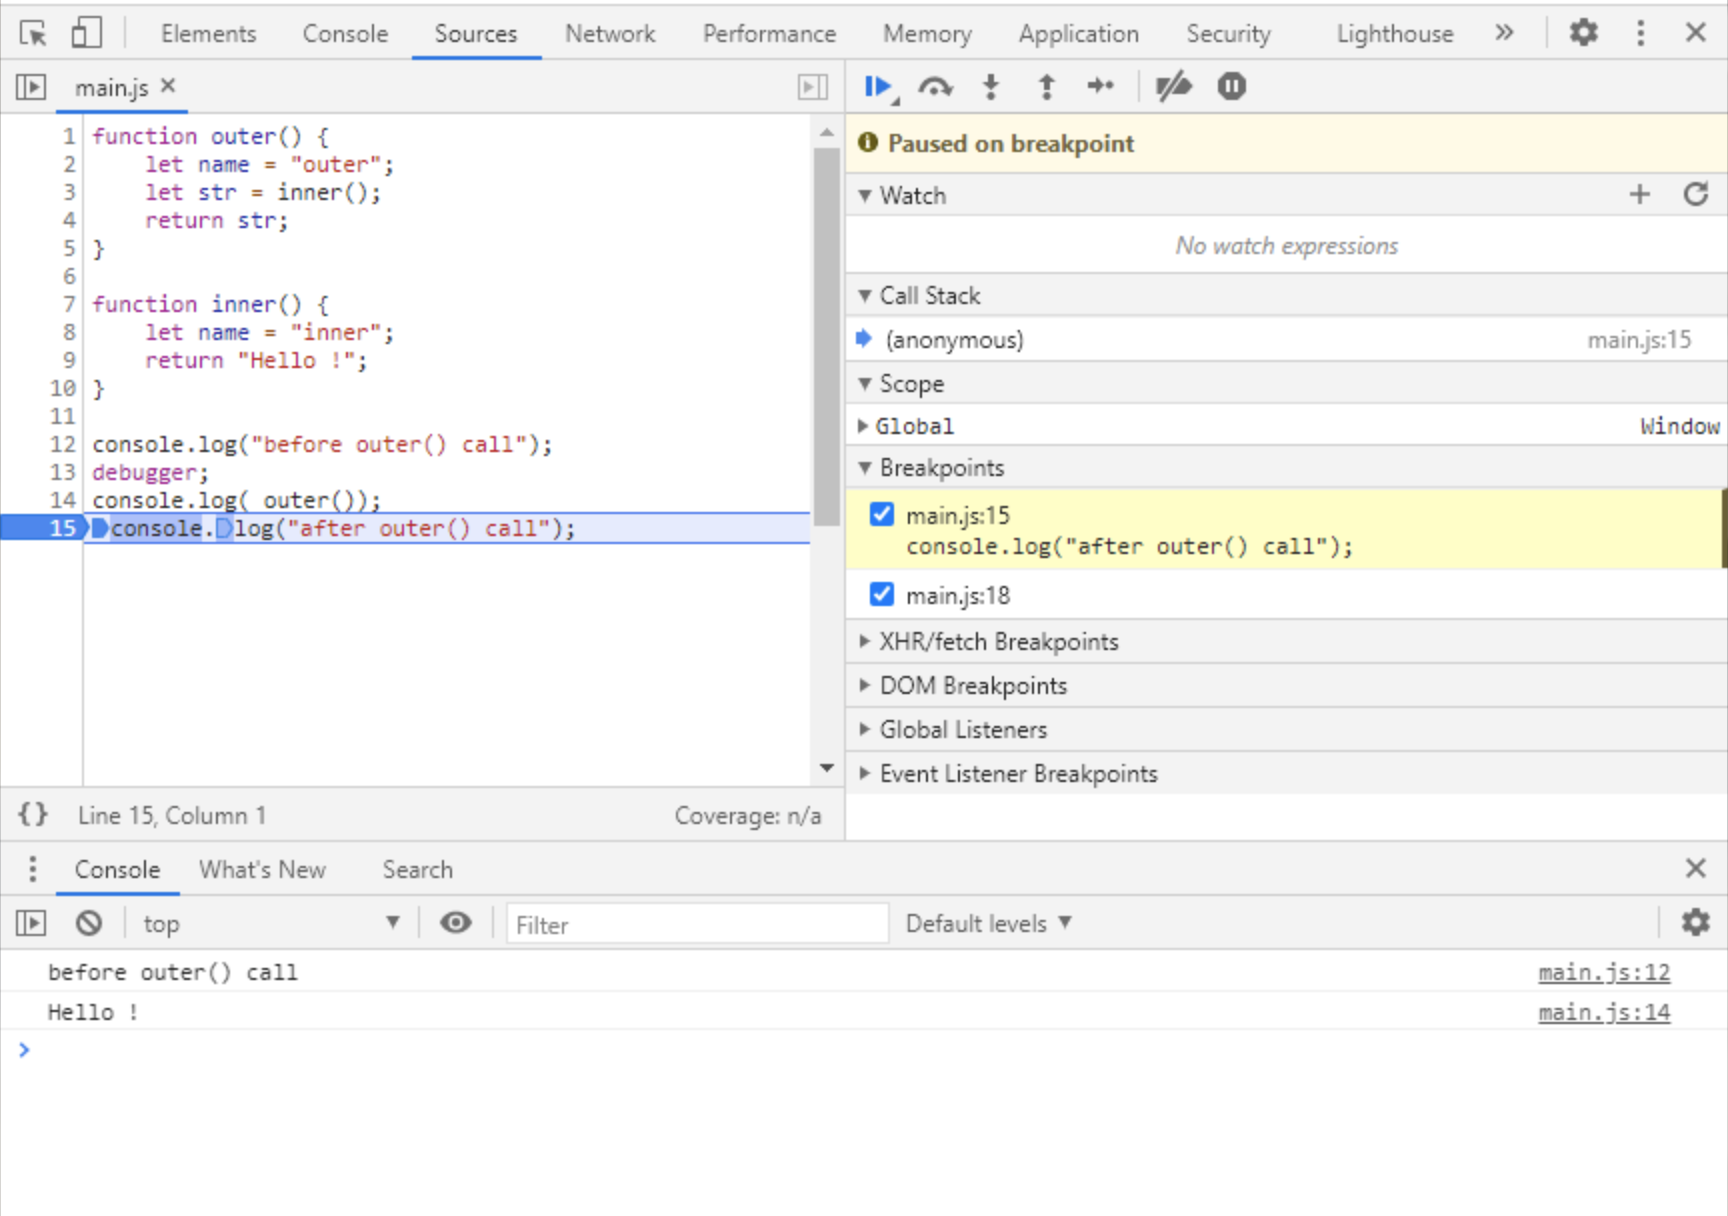 Elements Console Sources Network Performance Memory Application Security Lighthouse »
main.js
1 function outer() {
2     let name = "outer";
3     let str = inner();
4     return str;
5 }
6
7 function inner() {
8     let name = "inner";
9     return "Hello !";
10 }
11
12 console.log("before outer() call");
13 debugger;
14 console.log( outer());
15 console.log("after outer() call");
{} Line 15, Column 1 Coverage: n/a
Paused on breakpoint
Watch
No watch expressions
Call Stack
(anonymous) main.js:15
Scope
Global Window
Breakpoints
main.js:15
console.log("after outer() call");
main.js:18
XHR/fetch Breakpoints
DOM Breakpoints
Global Listeners
Event Listener Breakpoints
Console What's New Search
top Filter Default levels
before outer() call main.js:12
Hello ! main.js:14